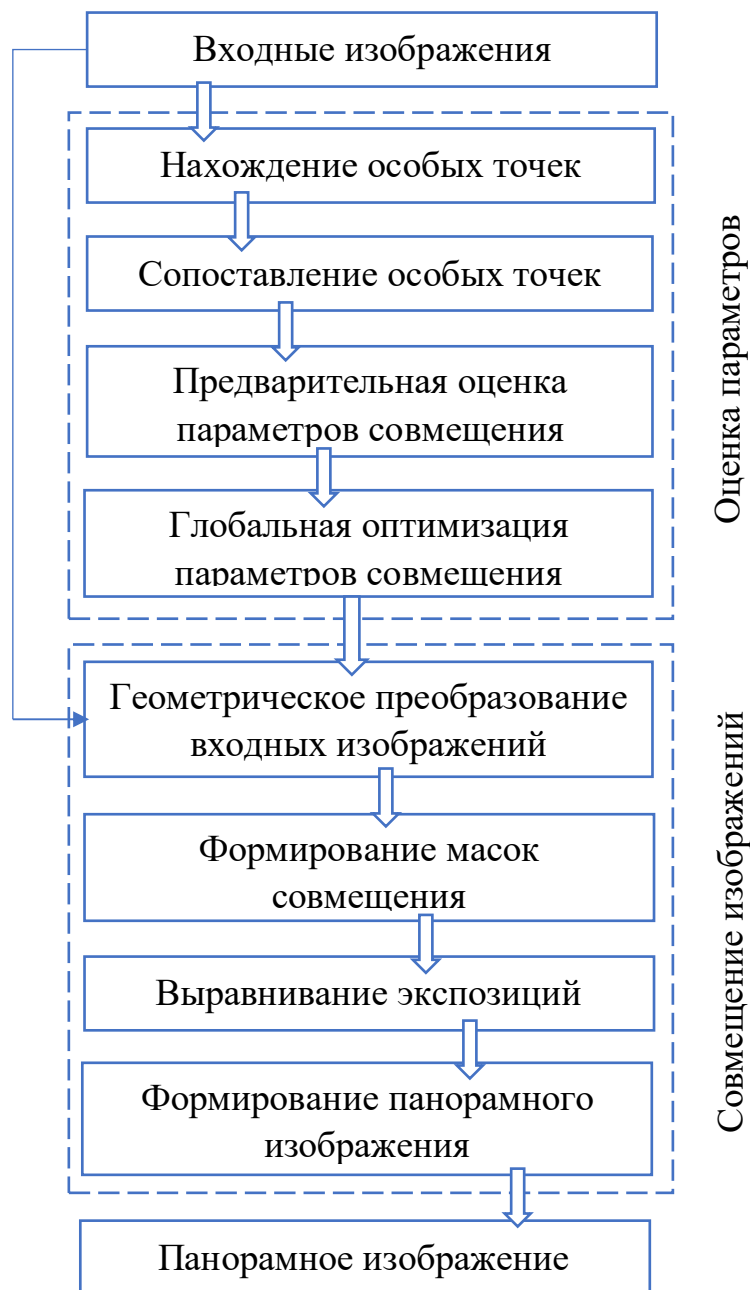 Входные изображения
Нахождение особых точек
Сопоставление особых точек
Предварительная оценка
параметров совмещения
Глобальная оптимизация
параметров совмещения
Оценка параметров
Геометрическое преобразование
входных изображений
Формирование масок
совмещения
Выравнивание экспозиций
Формирование панорамного
изображения
Совмещение изображений
Панорамное изображение